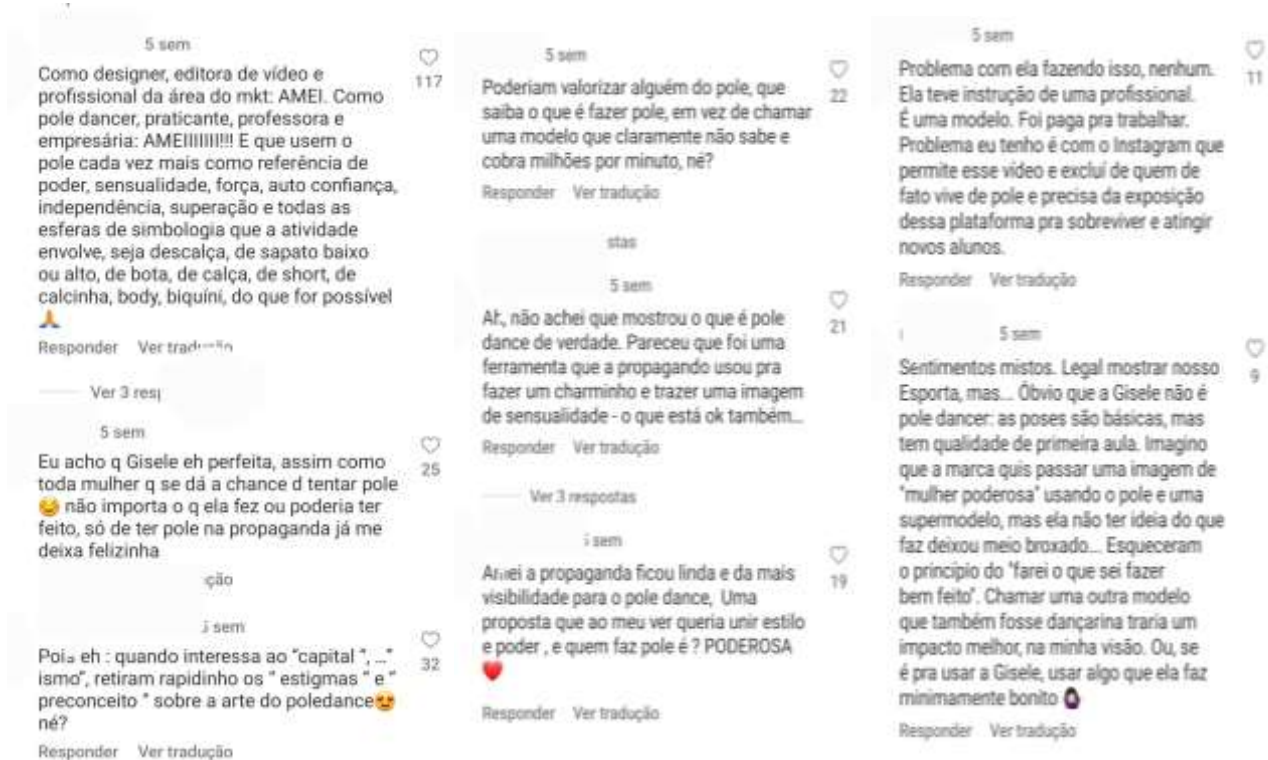 5 sem
Como designer, editora de vídeo e
profissional da área do mkt: AMEI. Como
pole dancer, praticante, professora e
empresária: AMEIIIIIII!!! E que usem o
pole cada vez mais como referência de
poder, sensualidade, força, auto confiança,
independência, superação e todas as
esferas de simbologia que a atividade
envolve, seja descalça, de sapato baixo
ou alto, de bota, de calça, de short, de
calcinha, body, biquíni, do que for possível
🙏
117
Responder Ver
Ver 3
5 sem
Eu acho q Gisele eh perfeita, assim como
toda mulher q se dá a chance d tentar pole
😊 não importa o q ela fez ou poderia ter
feito, só de ter pole na propaganda já me
deixa felizinha
25
ção
sem
Pois eh : quando interessa ao “capital “, ...”
ismo”, retiram rapidinho os “ estigmas “ e “
preconceito “ sobre a arte do poledance
né?
32
Responder Ver tradução
5 sem
Poderiam valorizar alguém do pole, que
saiba o que é fazer pole, em vez de chamar
uma modelo que claramente não sabe e
cobra milhões por minuto, né?
22
Responder Ver tradução
stas
5 sem
não achei que mostrou o que é pole
dance de verdade. Pareceu que foi uma
ferramenta que a propagando usou pra
fazer um charminho e trazer uma imagem
de sensualidade - o que está ok também...
21
Responder Ver tradução
Ver 3 respostas
sem
Amei a propaganda ficou linda e da mais
visibilidade para o pole dance, Uma
proposta que ao meu ver queria unir estilo
e poder , e quem faz pole é ? PODEROSA
❤️
19
Responder Ver tradução
5 sem
Problema com ela fazendo isso, nenhum.
Ela teve instrução de uma profissional.
É uma modelo. Foi paga pra trabalhar.
Problema eu tenho é com o Instagram que
permite esse vídeo e excluí de quem de
fato vive de pole e precisa da exposição
dessa plataforma pra sobreviver e atingir
novos alunos.
11
Responder Ver tradução
5 sem
Sentimentos mistos. Legal mostrar nosso
Esporta, mas... Óbvio que a Gisele não é
pole dancer: as poses são básicas, mas
tem qualidade de primeira aula. Imagino
que a marca quis passar uma imagem de
"mulher poderosa" usando o pole e uma
supermodelo, mas ela não ter ideia do que
faz deixou meio broxado... Esqueceram
o princípio do "farei o que sei fazer
bem feito". Chamar uma outra modelo
que também fosse dançarina traria um
impacto melhor, na minha visão. Ou, se
é pra usar a Gisele, usar algo que ela faz
minimamente bonito
9
Responder Ver tradução